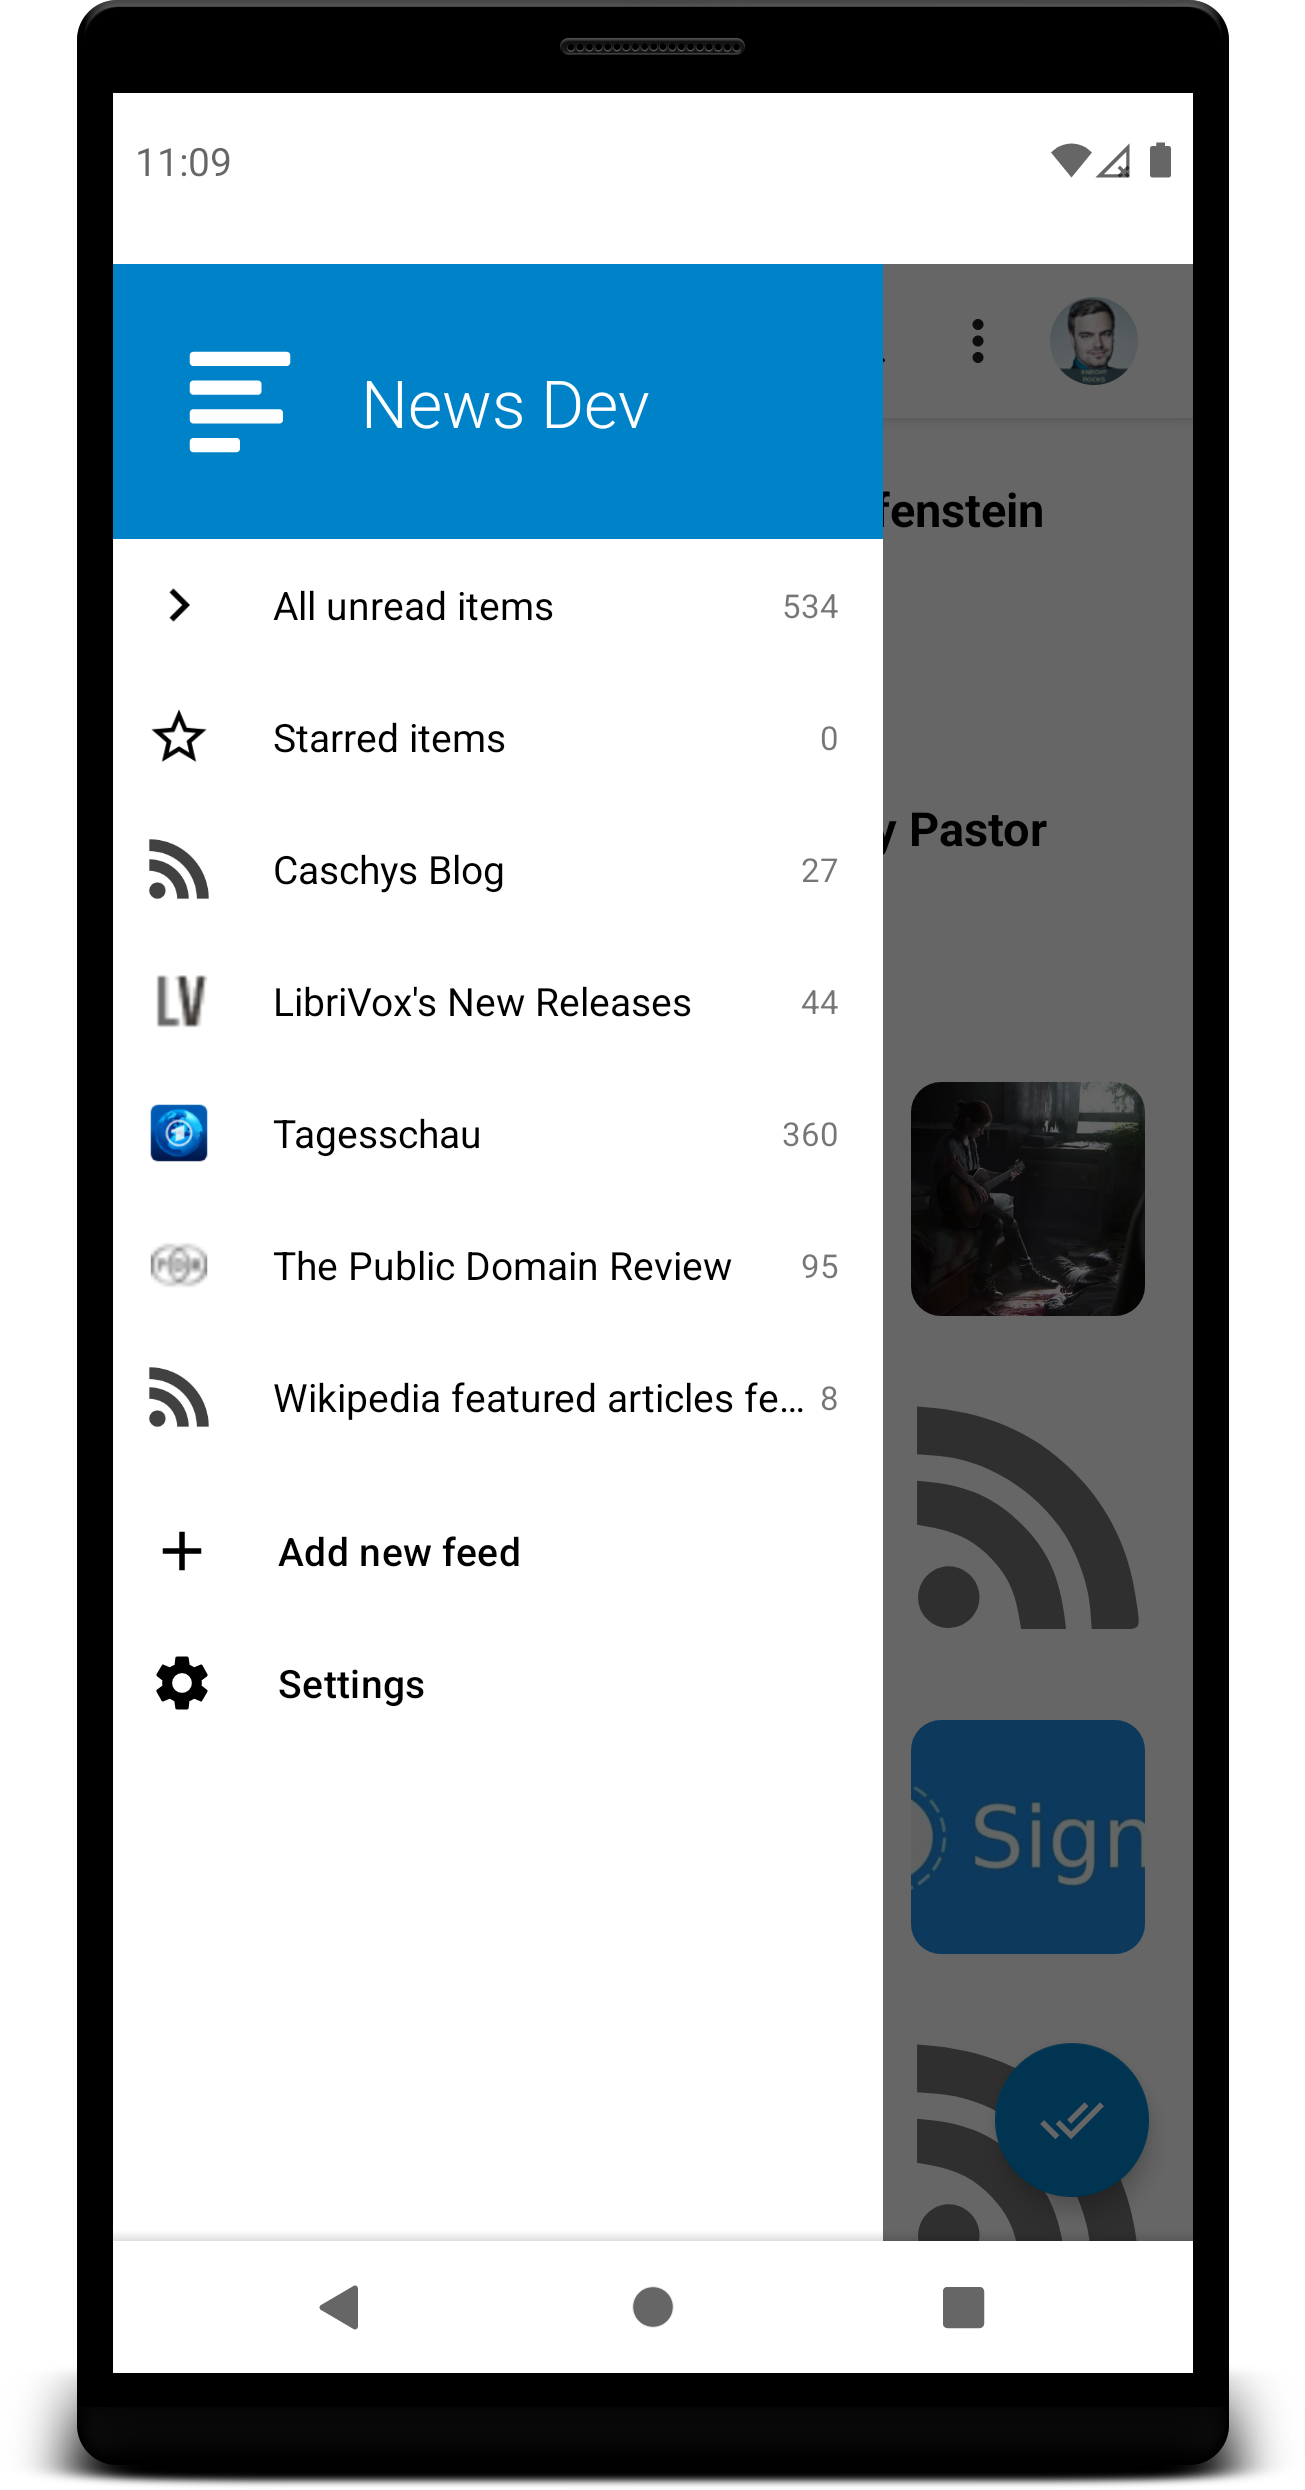 11:09
News Dev
fenstein
All unread items 534
Starred items 0
y Pastor
Caschys Blog 27
LV LibriVox's New Releases 44
1 Tagesschau 360
PDR The Public Domain Review 95
Wikipedia featured articles fe... 8
Add new feed
Settings
Sign